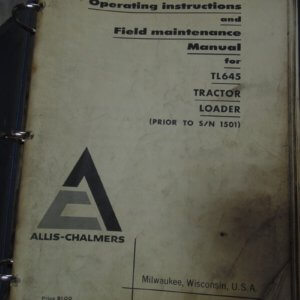 Operating instructions
and
Field maintenance
Manual
for
TL645
TRACTOR
LOADER
(PRIOR TO S/N 1501)
ALLIS-CHALMERS
Milwaukee, Wisconsin, U.S.A.